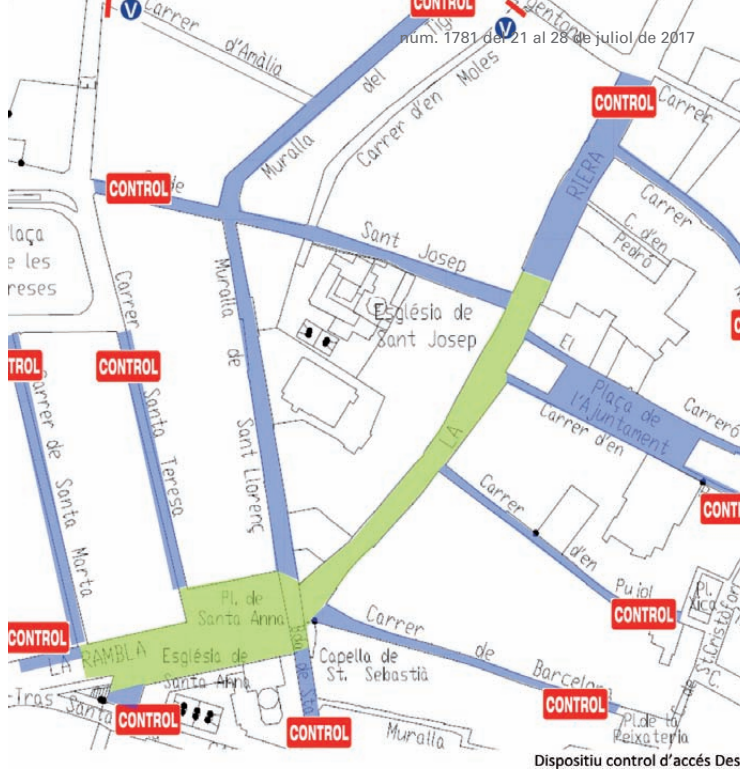 CONTROL
V
V
Carrer
d'Amàlia
núm. 1781 del 21 al 28 de juliol de 2017
Muralla
del
Carrer d'en Moles
CONTROL
Carrer
RIERA
Carrer
C. d'en
Pedró
CONTROL
Sant Josep
Església de
Sant Josep
Muralla
de
Sant Llorenç
Carrer
Santa
Teresa
CONTROL
TROL
Carrer de Santa Marta
El
Plaça de
l'Ajuntament
Carreró
Carrer d'en
LA
Carrer
d'en
Pujol
CONTROL
Pl.
Xica
CONT
C. de St.Cristòfor
Pl. de
Santa Anna
CONTROL
LA RAMBLA
Església de
Santa Anna
Capella de
St. Sebastià
Carrer
de
Barcelona
CONTROL
CONTROL
CONTROL
Muralla
Pl.de la
Peixateria
Dispositiu control d'accés Des